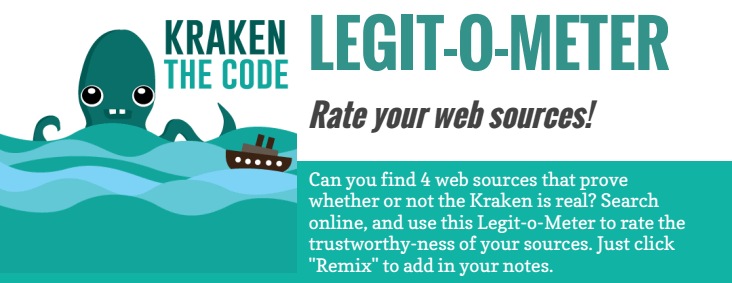 KRAKEN
THE CODE
LEGIT-O-METER
Rate your web sources!
Can you find 4 web sources that prove
whether or not the Kraken is real? Search
online, and use this Legit-o-Meter to rate the
trustworthy-ness of your sources. Just click
"Remix" to add in your notes.